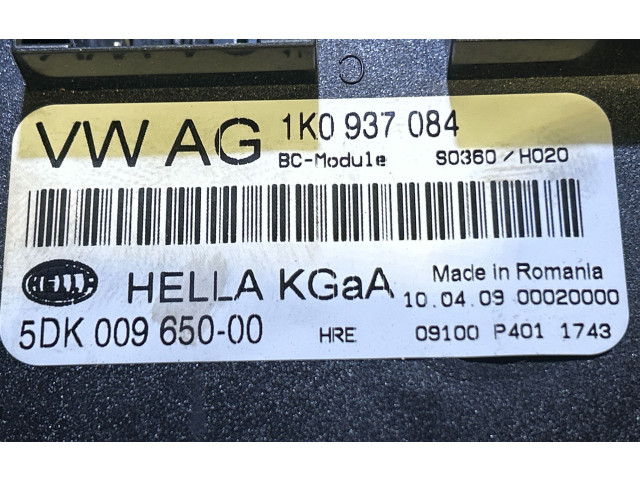 C
VW AG 1K0 937 084
BC-Module S0360 / H020
HELLA HELLA KGaA Made in Romania
10.04.09 00020000
5DK 009 650-00 HRE 09100 P401 1743